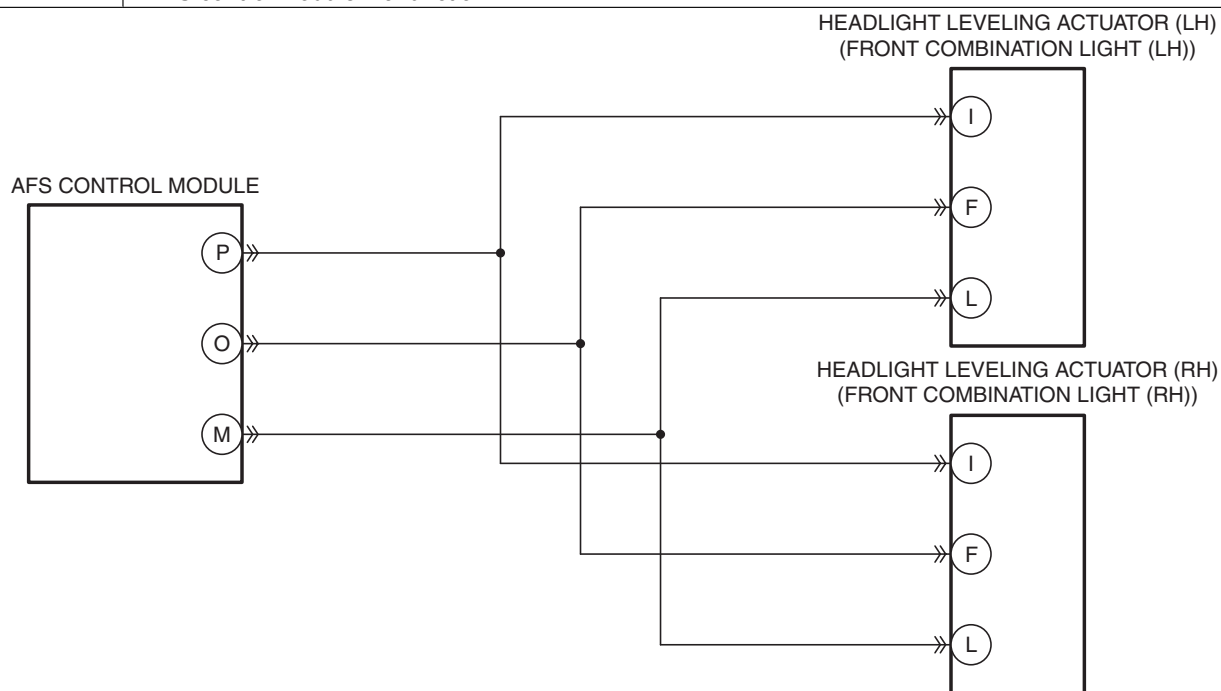 HEADLIGHT LEVELING ACTUATOR (LH)
(FRONT COMBINATION LIGHT (LH))
I
F
L
AFS CONTROL MODULE
P
O
M
HEADLIGHT LEVELING ACTUATOR (RH)
(FRONT COMBINATION LIGHT (RH))
I
F
L